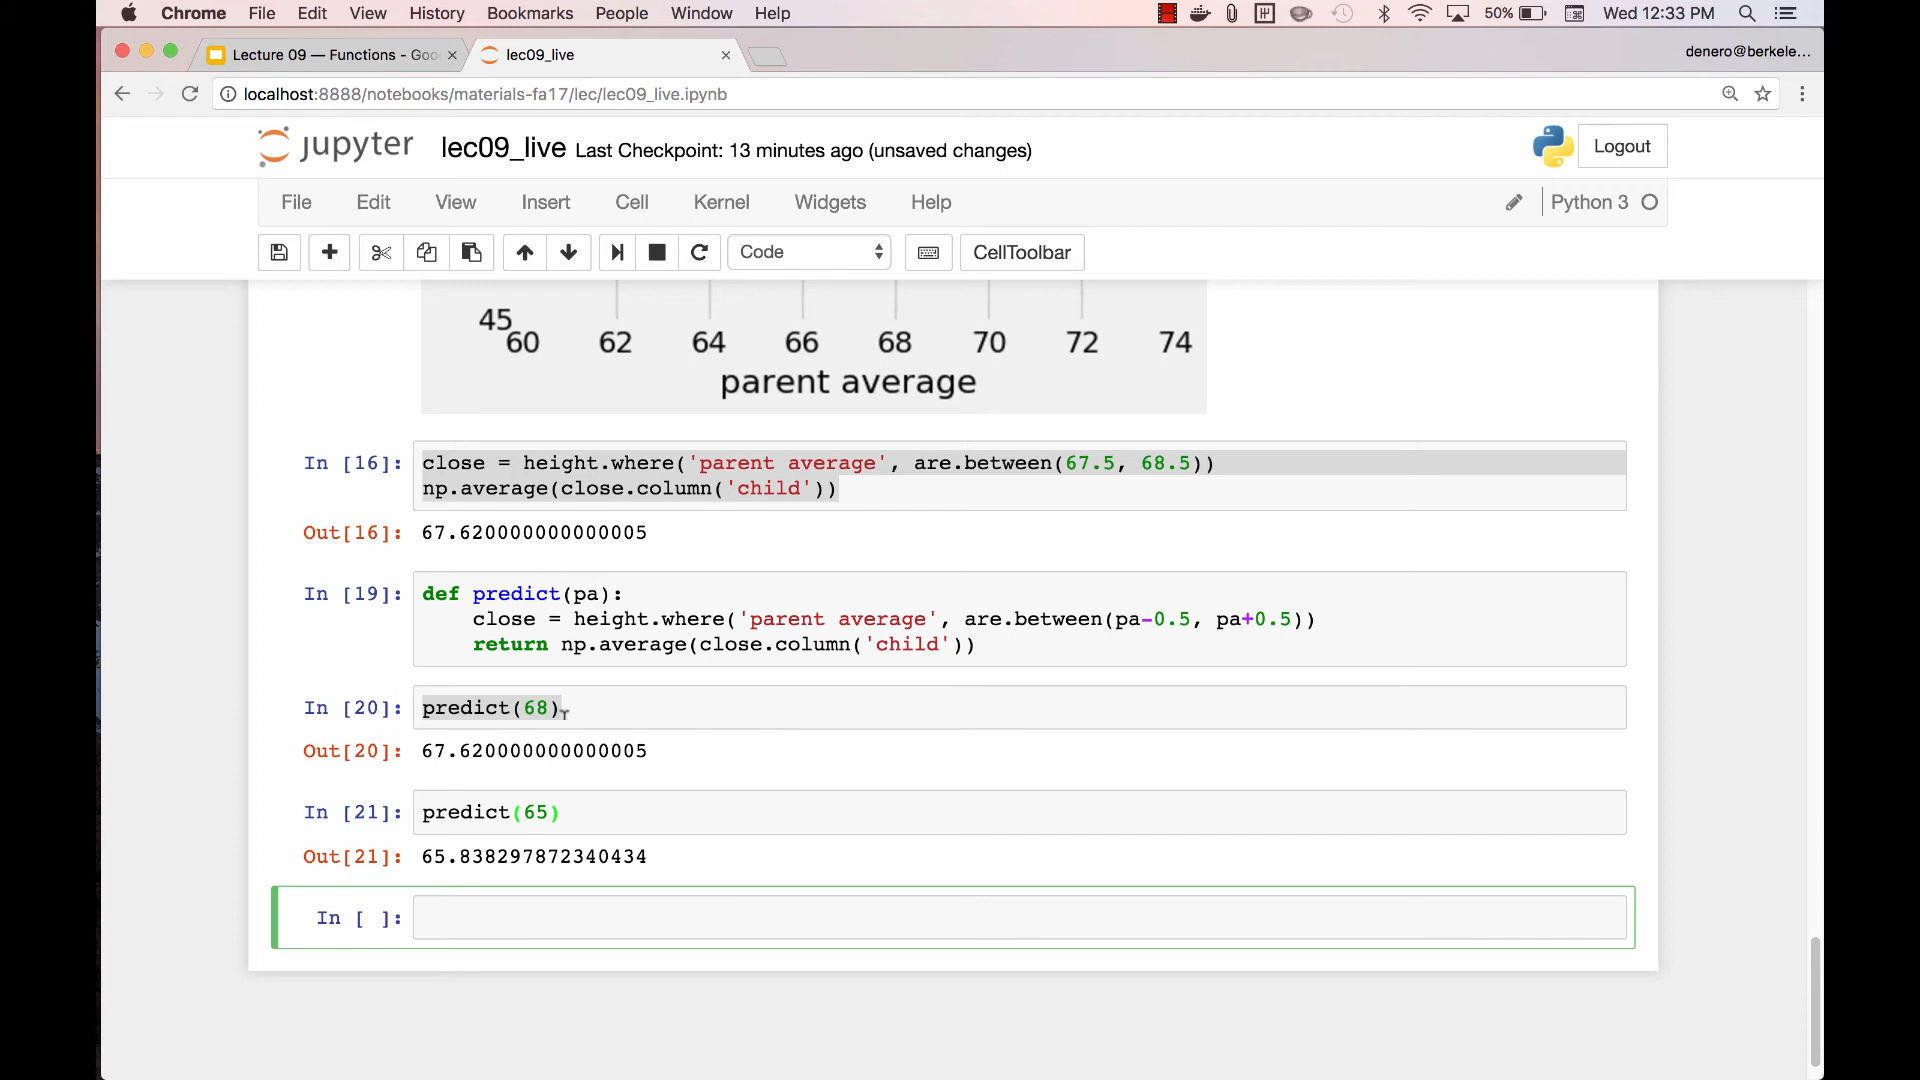 Chrome File Edit View History Bookmarks People Window Help 50% Wed 12:33 PM
Lecture 09 — Functions - Goo lec09_live denero@berkele...
localhost:8888/notebooks/materials-fa17/lec/lec09_live.ipynb
jupyter lec09_live Last Checkpoint: 13 minutes ago (unsaved changes) Logout
File Edit View Insert Cell Kernel Widgets Help Python 3
Code CellToolbar
45
60 62 64 66 68 70 72 74
parent average
In [16]: close = height.where('parent average', are.between(67.5, 68.5))
np.average(close.column('child'))
Out[16]: 67.620000000000005
In [19]: def predict(pa):
close = height.where('parent average', are.between(pa-0.5, pa+0.5))
return np.average(close.column('child'))
In [20]: predict(68)
Out[20]: 67.620000000000005
In [21]: predict(65)
Out[21]: 65.838297872340434
In [ ]: